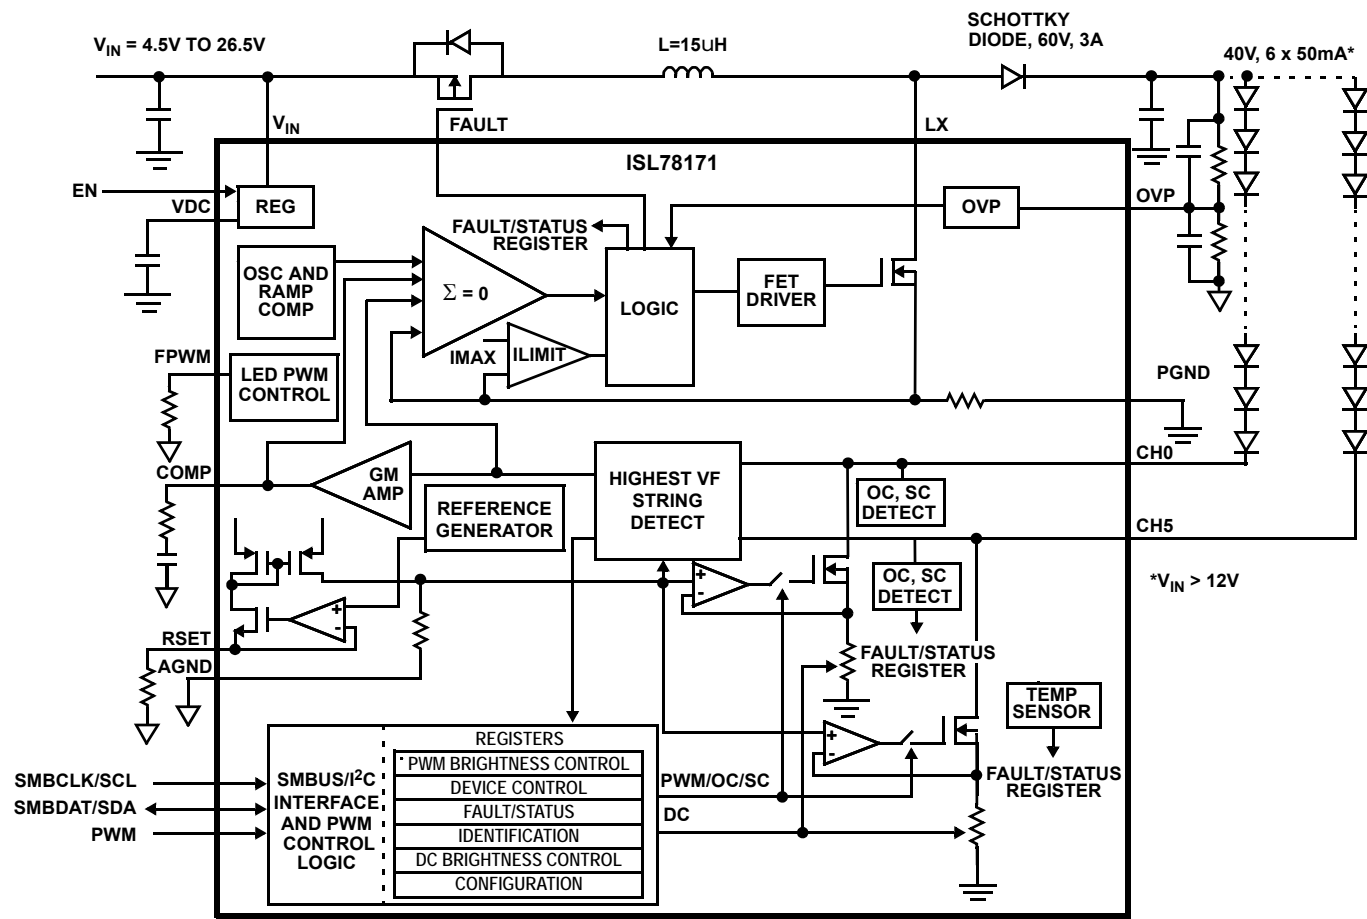 V_IN = 4.5V TO 26.5V
L=15uH
SCHOTTKY
DIODE, 60V, 3A
40V, 6 x 50mA*
V_IN
FAULT
LX
ISL78171
EN
VDC
REG
OVP
OVP
FAULT/STATUS
REGISTER
OSC AND
RAMP
COMP
Σ = 0
LOGIC
FET
DRIVER
IMAX
ILIMIT
FPWM
LED PWM
CONTROL
PGND
COMP
GM
AMP
HIGHEST VF
STRING
DETECT
CH0
OC, SC
DETECT
REFERENCE
GENERATOR
CH5
+
-
OC, SC
DETECT
*V_IN > 12V
+
-
RSET
AGND
FAULT/STATUS
REGISTER
TEMP
SENSOR
+
-
FAULT/STATUS
REGISTER
SMBCLK/SCL
SMBDAT/SDA
PWM
SMBUS/I²C
INTERFACE
AND PWM
CONTROL
LOGIC
REGISTERS
PWM BRIGHTNESS CONTROL
DEVICE CONTROL
FAULT/STATUS
IDENTIFICATION
DC BRIGHTNESS CONTROL
CONFIGURATION
PWM/OC/SC
DC